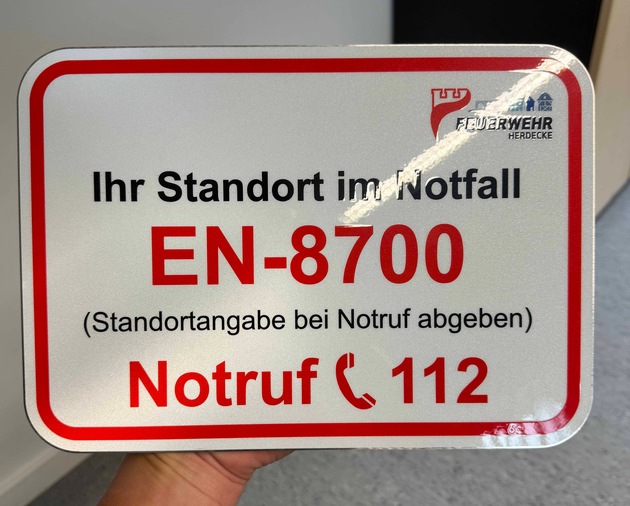 FEUERWEHR
HERDECKE
Ihr Standort im Notfall
EN-8700
(Standortangabe bei Notruf abgeben)
Notruf 112